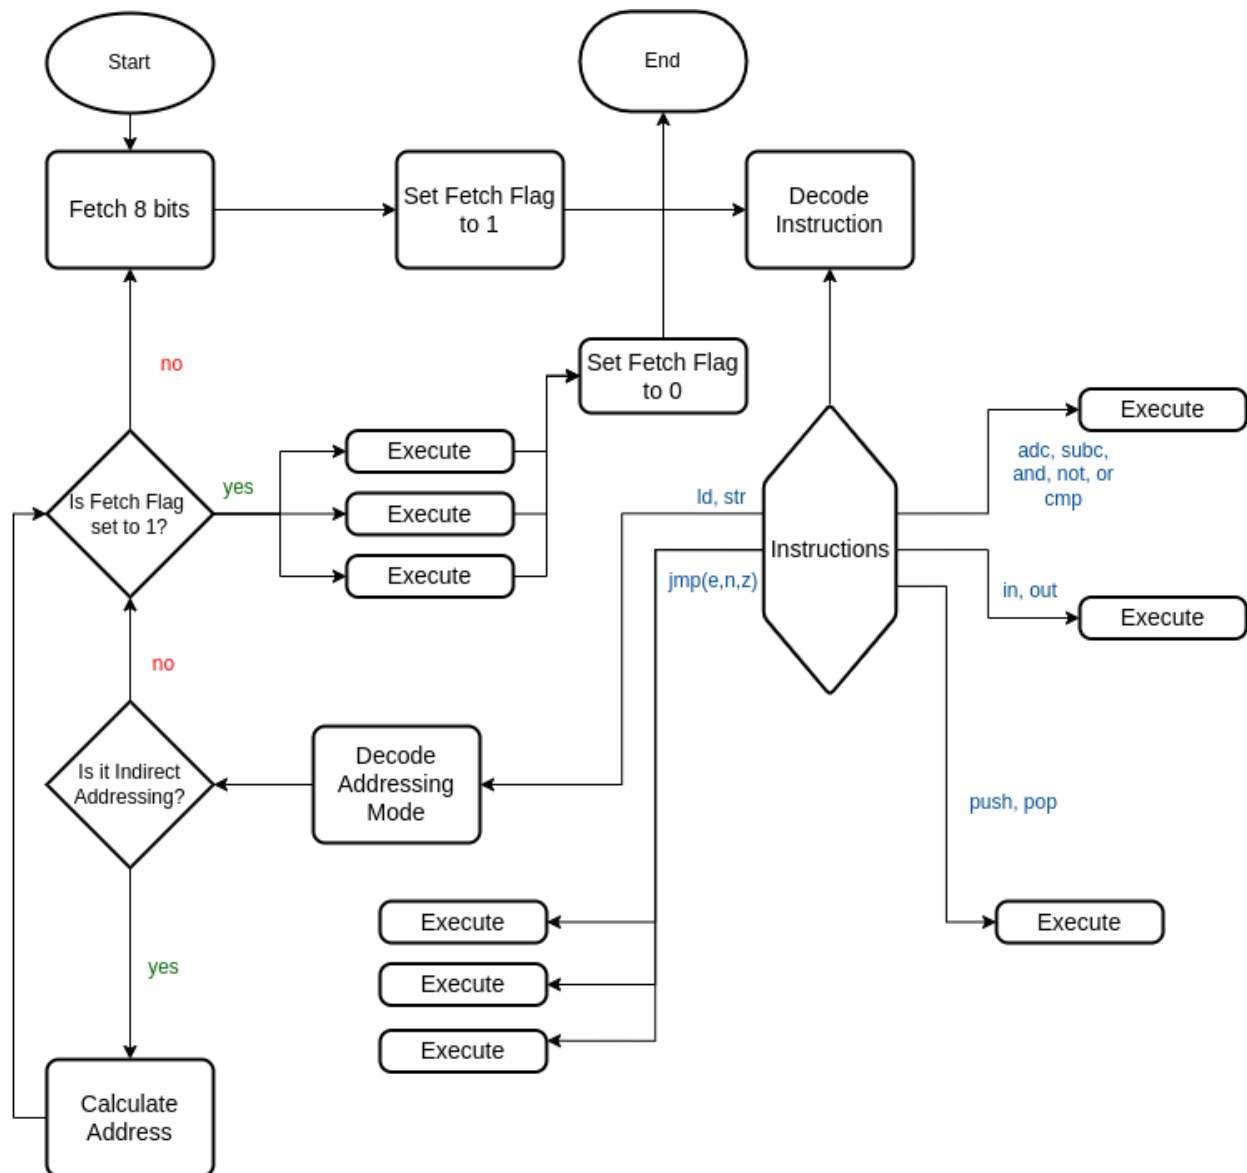 Start
End
Fetch 8 bits
Set Fetch Flag
to 1
Decode
Instruction
no
Set Fetch Flag
to 0
Execute
adc, subc,
and, not, or
cmp
Execute
yes
Is Fetch Flag
set to 1?
Execute
Execute
ld, str
Instructions
jmp(e,n,z)
in, out
Execute
no
Decode
Addressing
Mode
Is it Indirect
Addressing?
push, pop
Execute
Execute
yes
Execute
Execute
Calculate
Address